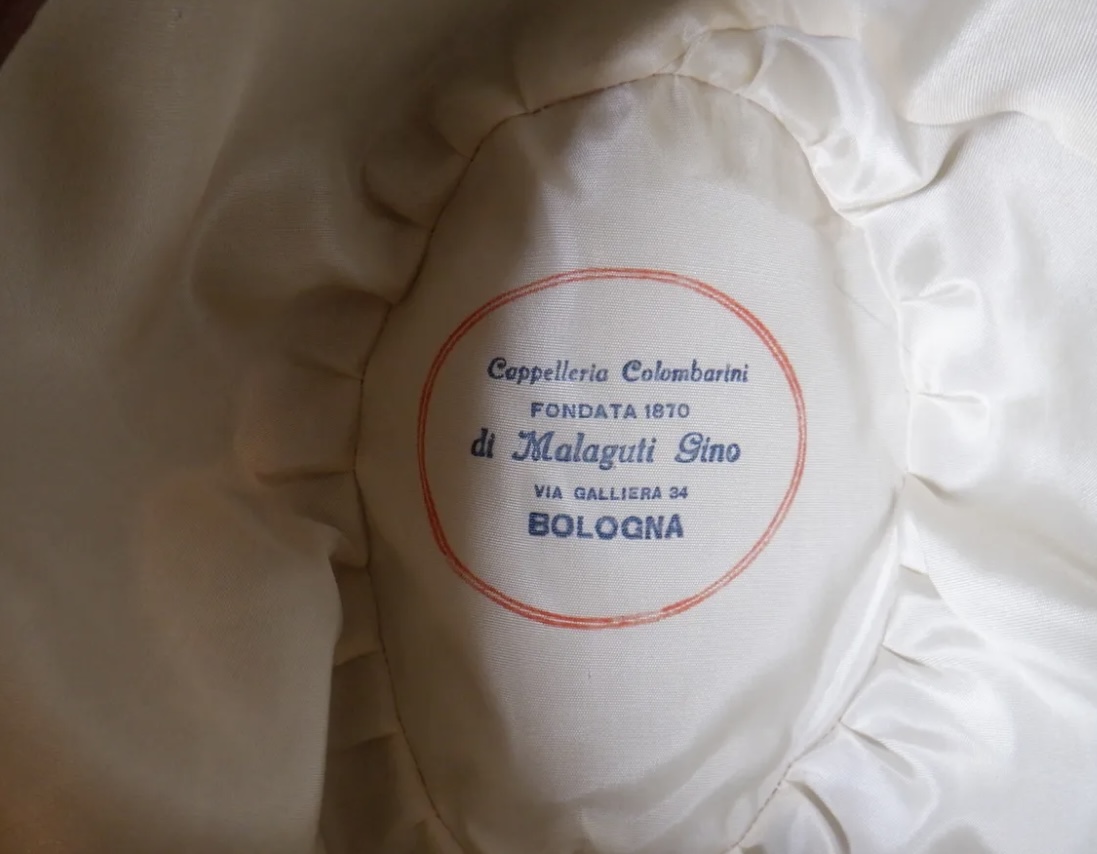 Cappelleria Colombarini
FONDATA 1870
di Malaguti Gino
VIA GALLIERA 34
BOLOGNA